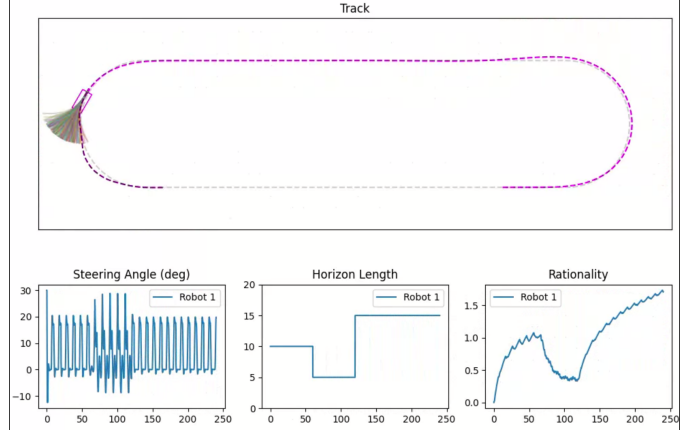 Track
Steering Angle (deg)
Horizon Length
Rationality
Robot 1
Robot 1
Robot 1
30
20
10
0
−10
20
15
10
5
0
1.5
1.0
0.5
0.0
0 50 100 150 200 250
0 50 100 150 200 250
0 50 100 150 200 250